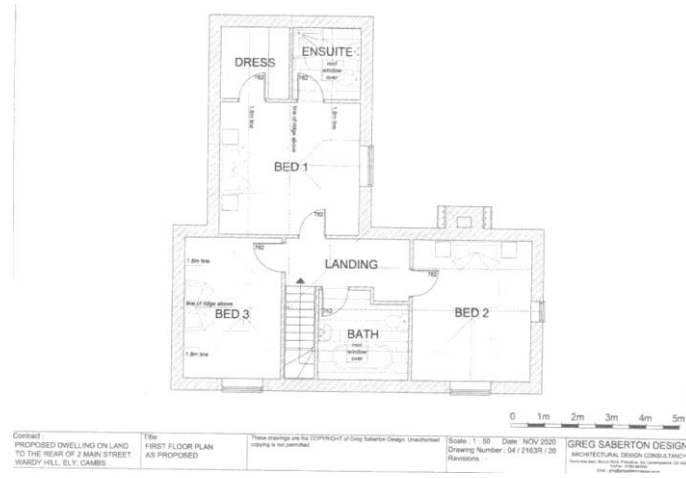 DRESS
ENSUITE
roof
window
over
762
762
1.8m line
line of ridge above
1.8m line
BED 1
762
762
1.8m line
LANDING
762
line of ridge above
BED 3
762
BED 2
BATH
roof
window
over
1.8m line
0 1m 2m 3m 4m 5m
Contract :
PROPOSED DWELLING ON LAND
TO THE REAR OF 2 MAIN STREET
WARDY HILL, ELY, CAMBS.
Title
FIRST FLOOR PLAN
AS PROPOSED
These drawings are the COPYRIGHT of Greg Saberton Design. Unauthorised
copying is not permitted.
Scale : 1 : 50 Date : NOV 2020
Drawing Number : 04 / 2163R / 20
Revisions : -
GREG SABERTON DESIGN
ARCHITECTURAL DESIGN CONSULTANCY